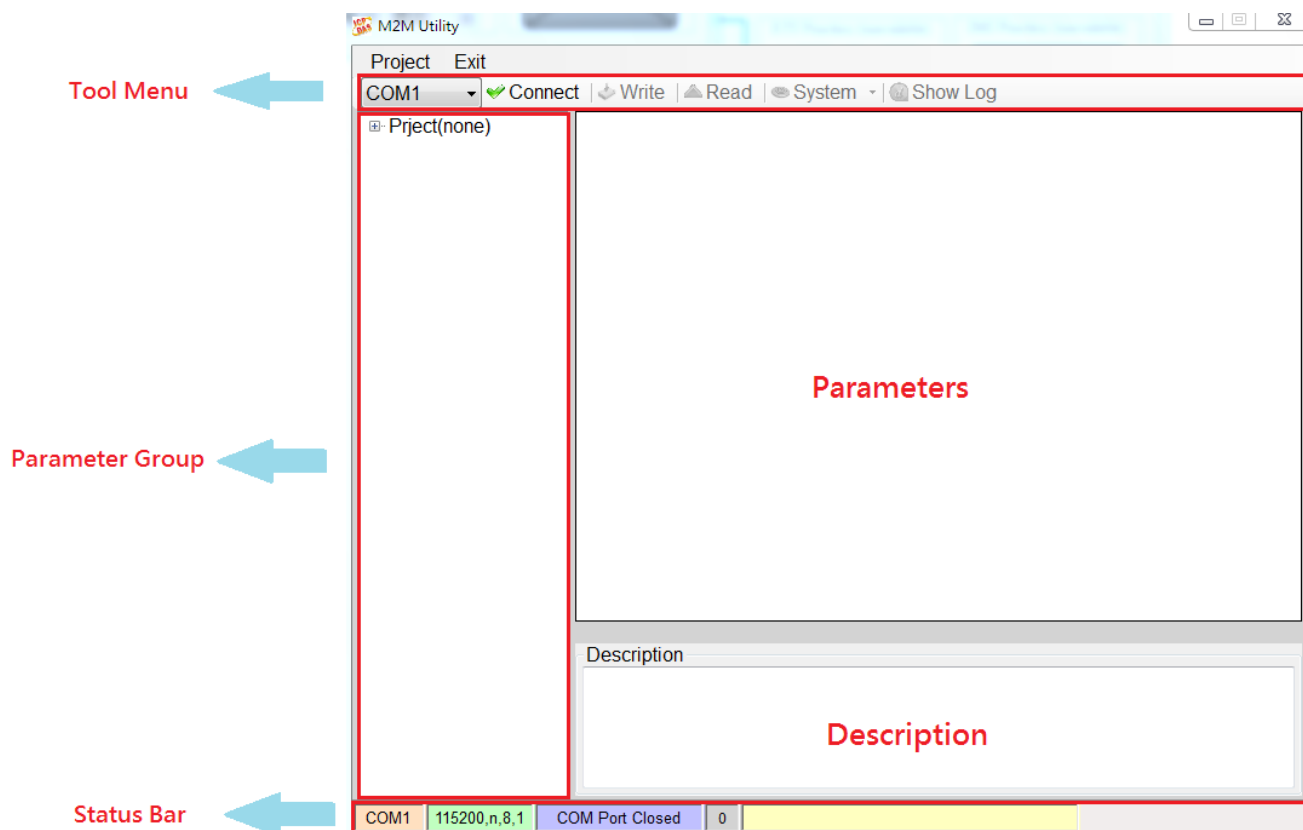 M2M Utility
Project Exit
Tool Menu
COM1 Connect Write Read System Show Log
Prject(none)
Parameters
Parameter Group
Description
Description
Status Bar
COM1 115200,n,8,1 COM Port Closed 0